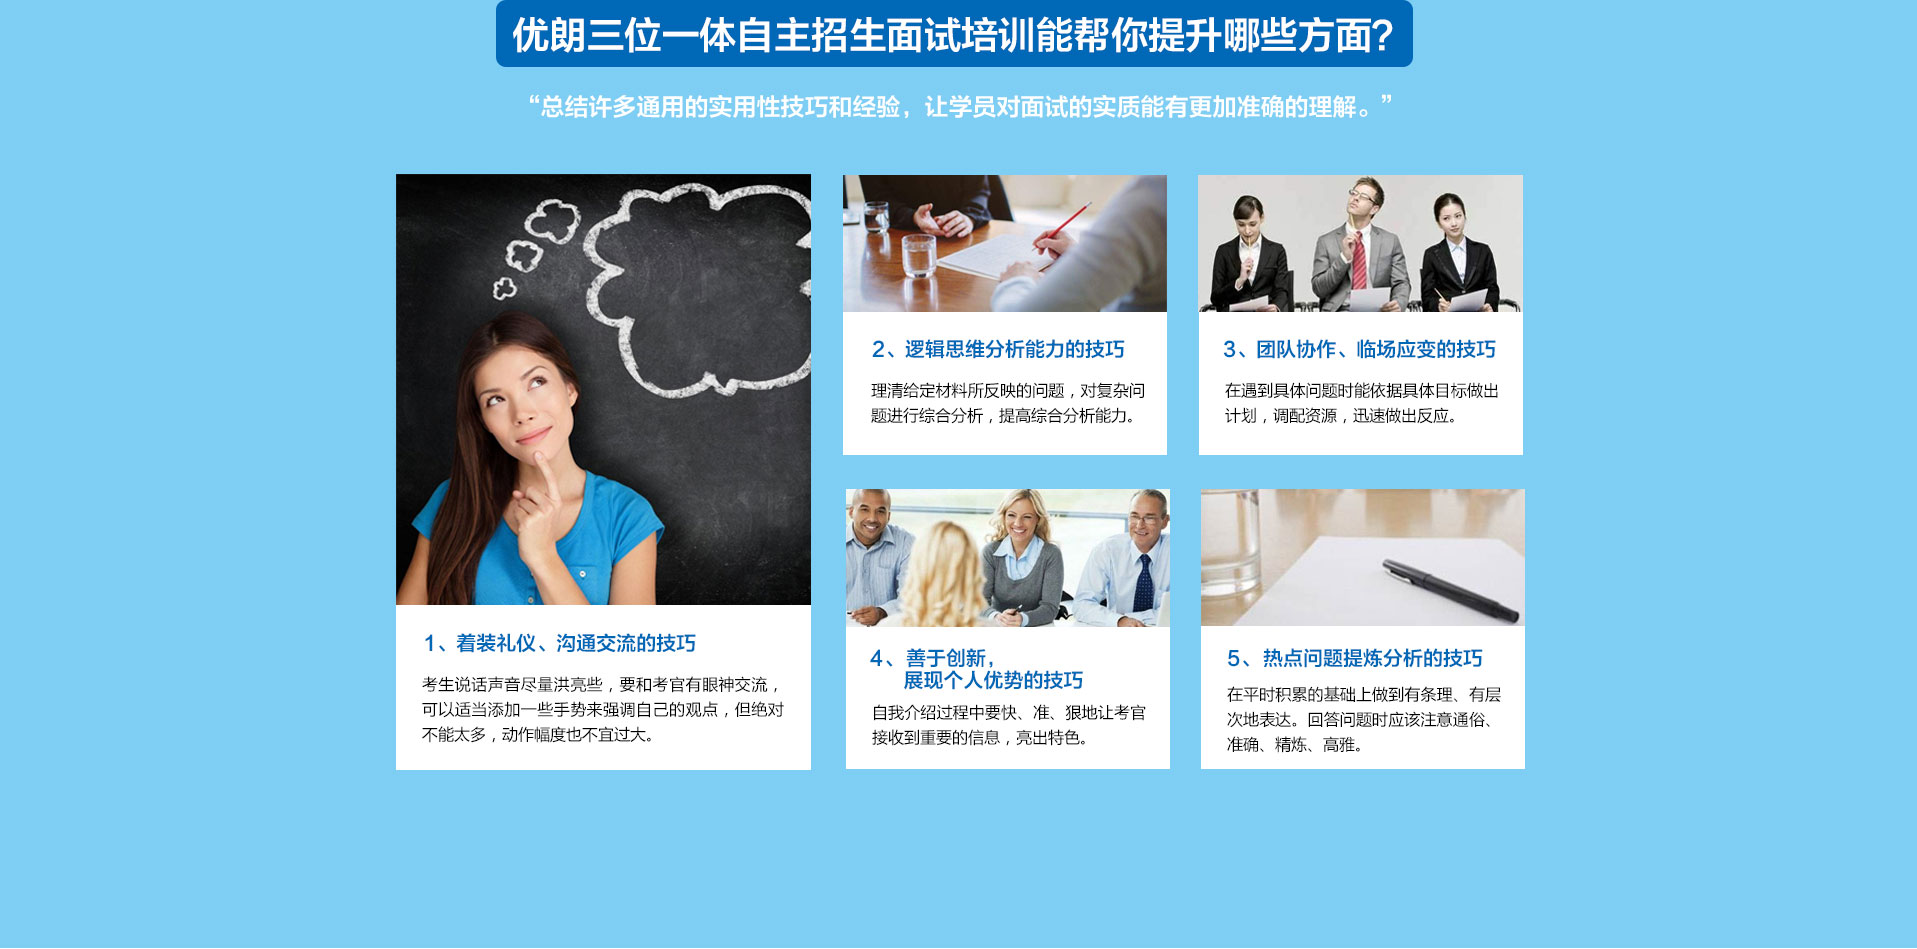 优朗三位一体自主招生面试培训能帮你提升哪些方面?
“总结许多通用的实用性技巧和经验，让学员对面试的实质能有更加准确的理解。”
1、着装礼仪、沟通交流的技巧
考生说话声音尽量洪亮些，要和考官有眼神交流，
可以适当添加一些手势来强调自己的观点，但绝对
不能太多，动作幅度也不宜过大。
2、逻辑思维分析能力的技巧
理清给定材料所反映的问题，对复杂问
题进行综合分析，提高综合分析能力。
3、团队协作、临场应变的技巧
在遇到具体问题时能依据具体目标做出
计划，调配资源，迅速做出反应。
4、善于创新，
展现个人优势的技巧
自我介绍过程中要快、准、狠地让考官
接收到重要的信息，亮出特色。
5、热点问题提炼分析的技巧
在平时积累的基础上做到有条理、有层
次地表达。回答问题时应该注意通俗、
准确、精炼、高雅。